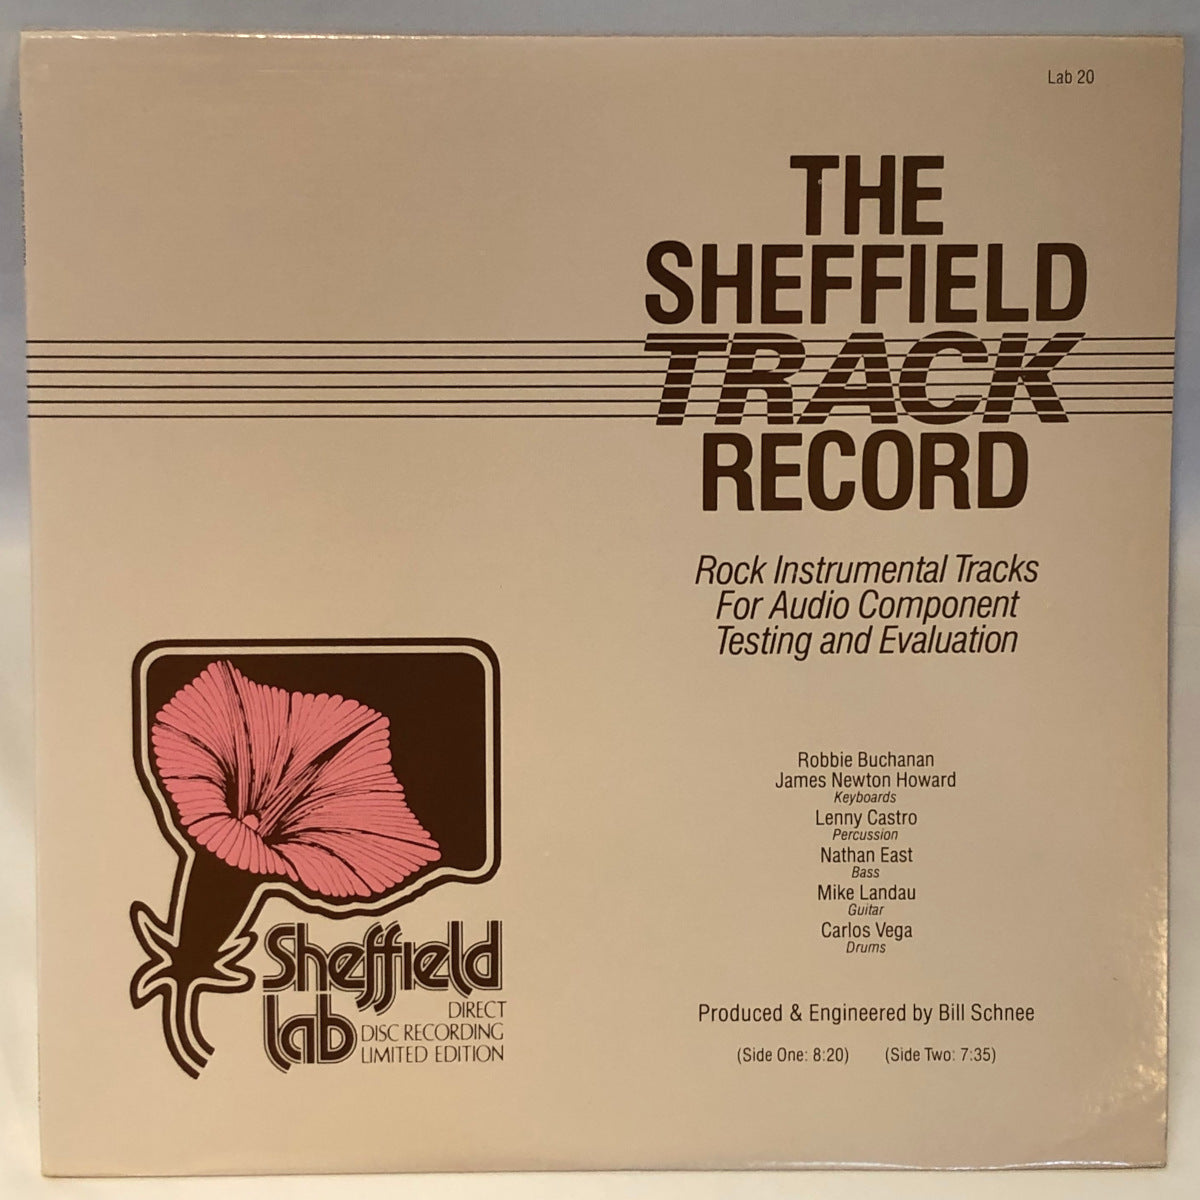 Lab 20
THE
SHEFFIELD
TRACK
RECORD
Rock Instrumental Tracks
For Audio Component
Testing and Evaluation
Robbie Buchanan
James Newton Howard
Keyboards
Lenny Castro
Percussion
Nathan East
Bass
Mike Landau
Guitar
Carlos Vega
Drums
Produced & Engineered by Bill Schnee
(Side One: 8:20) (Side Two: 7:35)
Sheffield
lab
DIRECT
DISC RECORDING
LIMITED EDITION